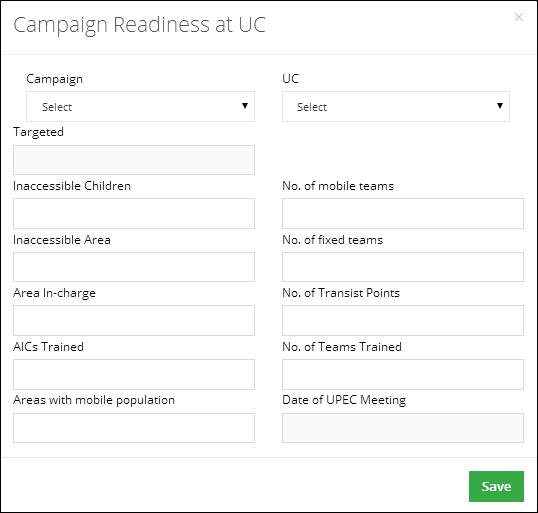 Campaign Readiness at UC
×
Campaign UC
Select Select
Targeted
Inaccessible Children No. of mobile teams
Inaccessible Area No. of fixed teams
Area In-charge No. of Transist Points
AICs Trained No. of Teams Trained
Areas with mobile population Date of UPEC Meeting
Save